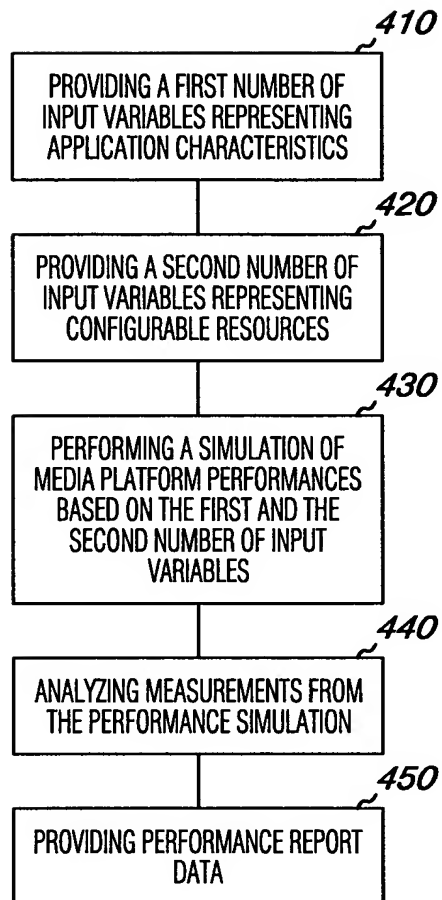 410
PROVIDING A FIRST NUMBER OF
INPUT VARIABLES REPRESENTING
APPLICATION CHARACTERISTICS
420
PROVIDING A SECOND NUMBER OF
INPUT VARIABLES REPRESENTING
CONFIGURABLE RESOURCES
430
PERFORMING A SIMULATION OF
MEDIA PLATFORM PERFORMANCES
BASED ON THE FIRST AND THE
SECOND NUMBER OF INPUT
VARIABLES
440
ANALYZING MEASUREMENTS FROM
THE PERFORMANCE SIMULATION
450
PROVIDING PERFORMANCE REPORT
DATA